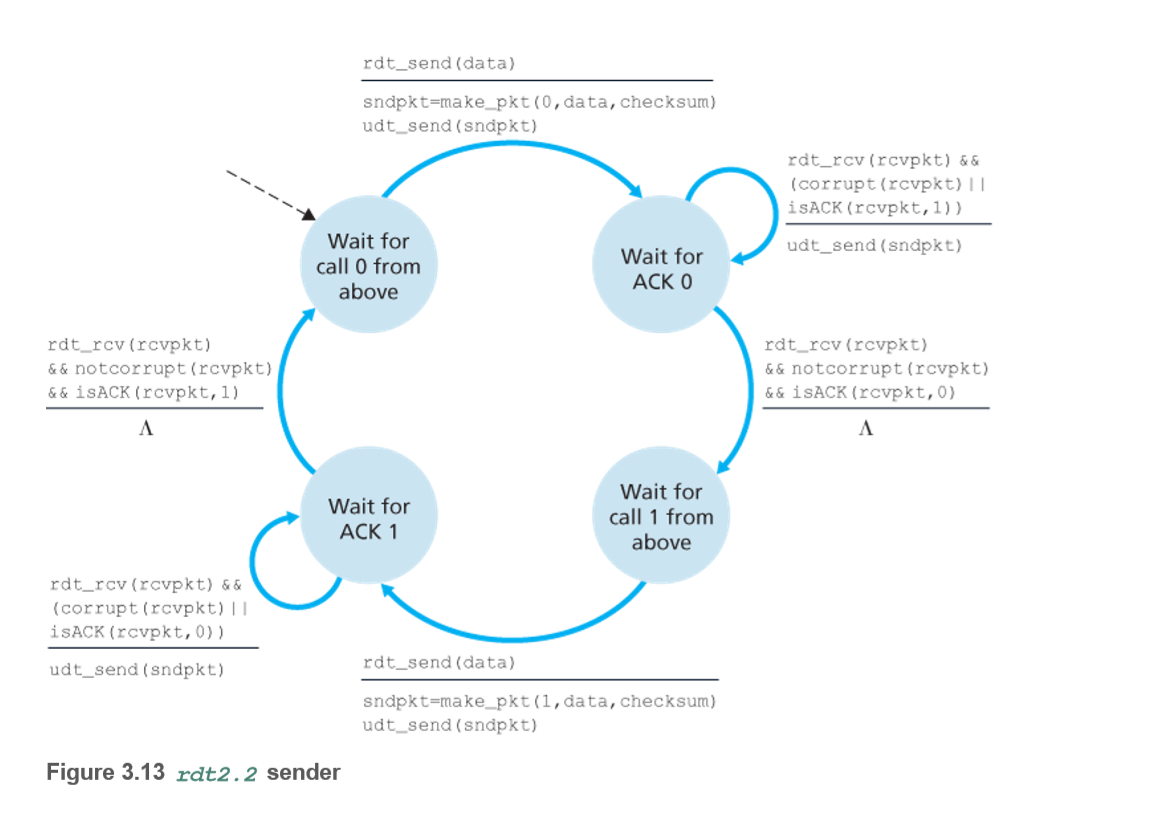 rdt_send(data)
sndpkt=make_pkt(0,data,checksum)
udt_send(sndpkt)
rdt_rcv(rcvpkt) &&
(corrupt(rcvpkt)||
isACK(rcvpkt,1))
udt_send(sndpkt)
Wait for
call 0 from
above
Wait for
ACK 0
rdt_rcv(rcvpkt)
&& notcorrupt(rcvpkt)
&& isACK(rcvpkt,1)
Λ
rdt_rcv(rcvpkt)
&& notcorrupt(rcvpkt)
&& isACK(rcvpkt,0)
Λ
Wait for
ACK 1
Wait for
call 1 from
above
rdt_rcv(rcvpkt) &&
(corrupt(rcvpkt)||
isACK(rcvpkt,0))
udt_send(sndpkt)
rdt_send(data)
sndpkt=make_pkt(1,data,checksum)
udt_send(sndpkt)
Figure 3.13 rdt2.2 sender